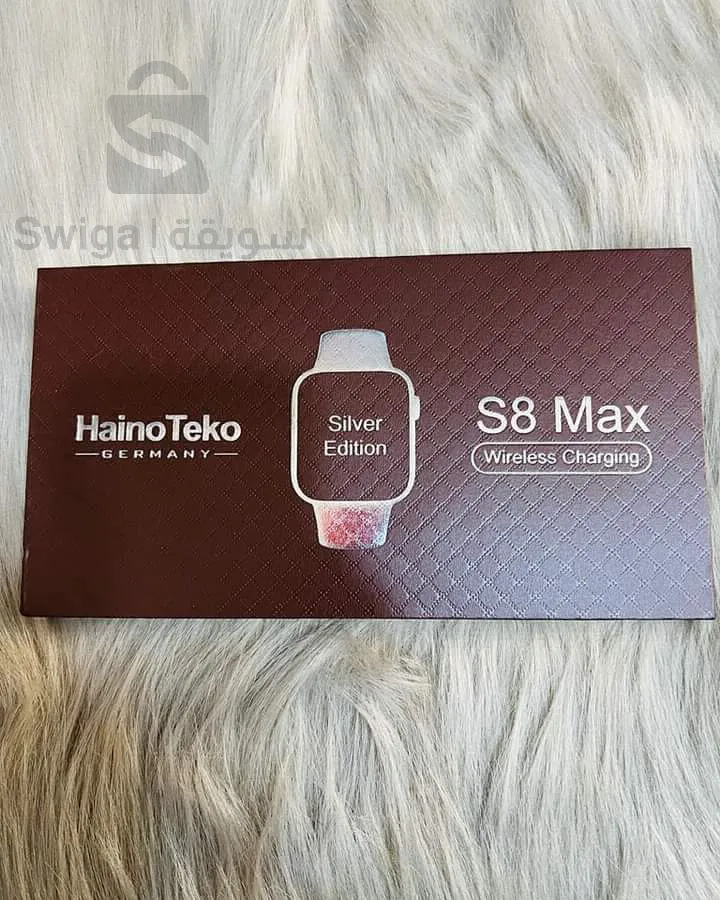 Swiga | سويقة
HainoTeko
GERMANY
Silver
Edition
S8 Max
Wireless Charging